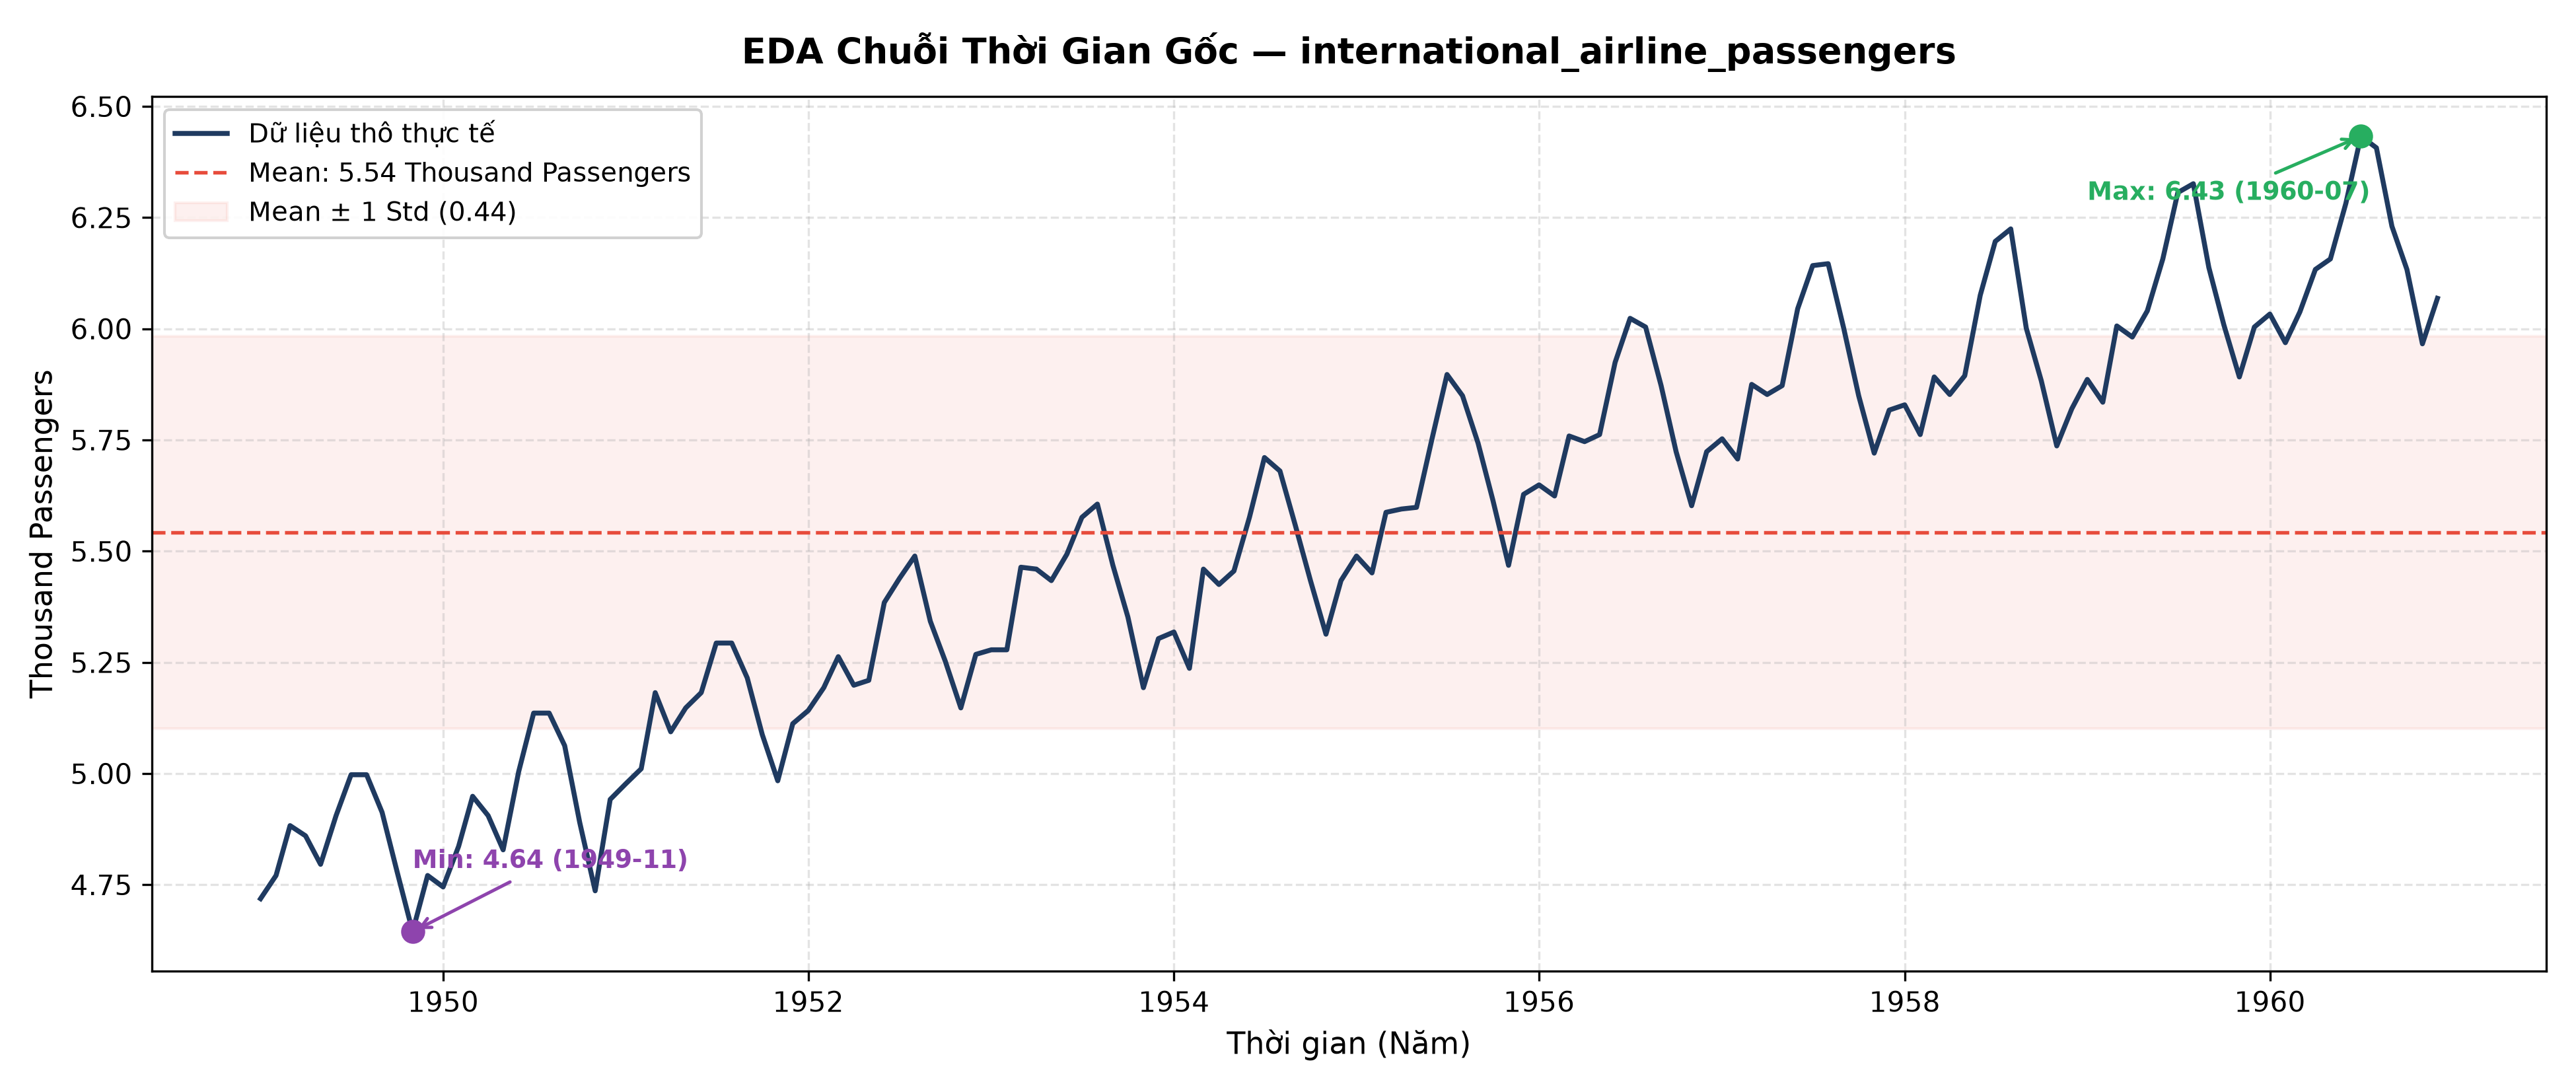 EDA Chuỗi Thời Gian Gốc — international_airline_passengers
Dữ liệu thô thực tế
Mean: 5.54 Thousand Passengers
Mean ± 1 Std (0.44)
Max: 6.43 (1960-07)
Min: 4.64 (1949-11)
Thousand Passengers
6.50
6.25
6.00
5.75
5.50
5.25
5.00
4.75
1950
1952
1954
1956
1958
1960
Thời gian (Năm)